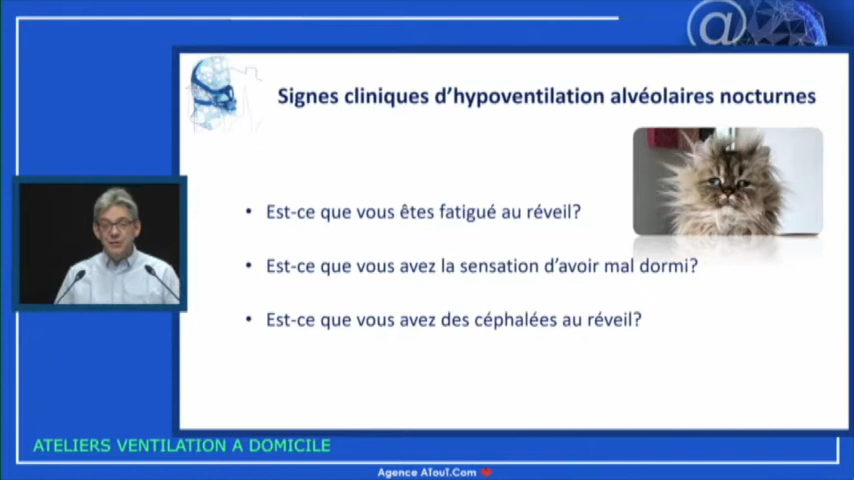 @
Signes cliniques d'hypoventilation alvéolaires nocturnes
• Est-ce que vous êtes fatigué au réveil?
• Est-ce que vous avez la sensation d'avoir mal dormi?
• Est-ce que vous avez des céphalées au réveil?
ATELIERS VENTILATION A DOMICILE
Agence ATouT.Com